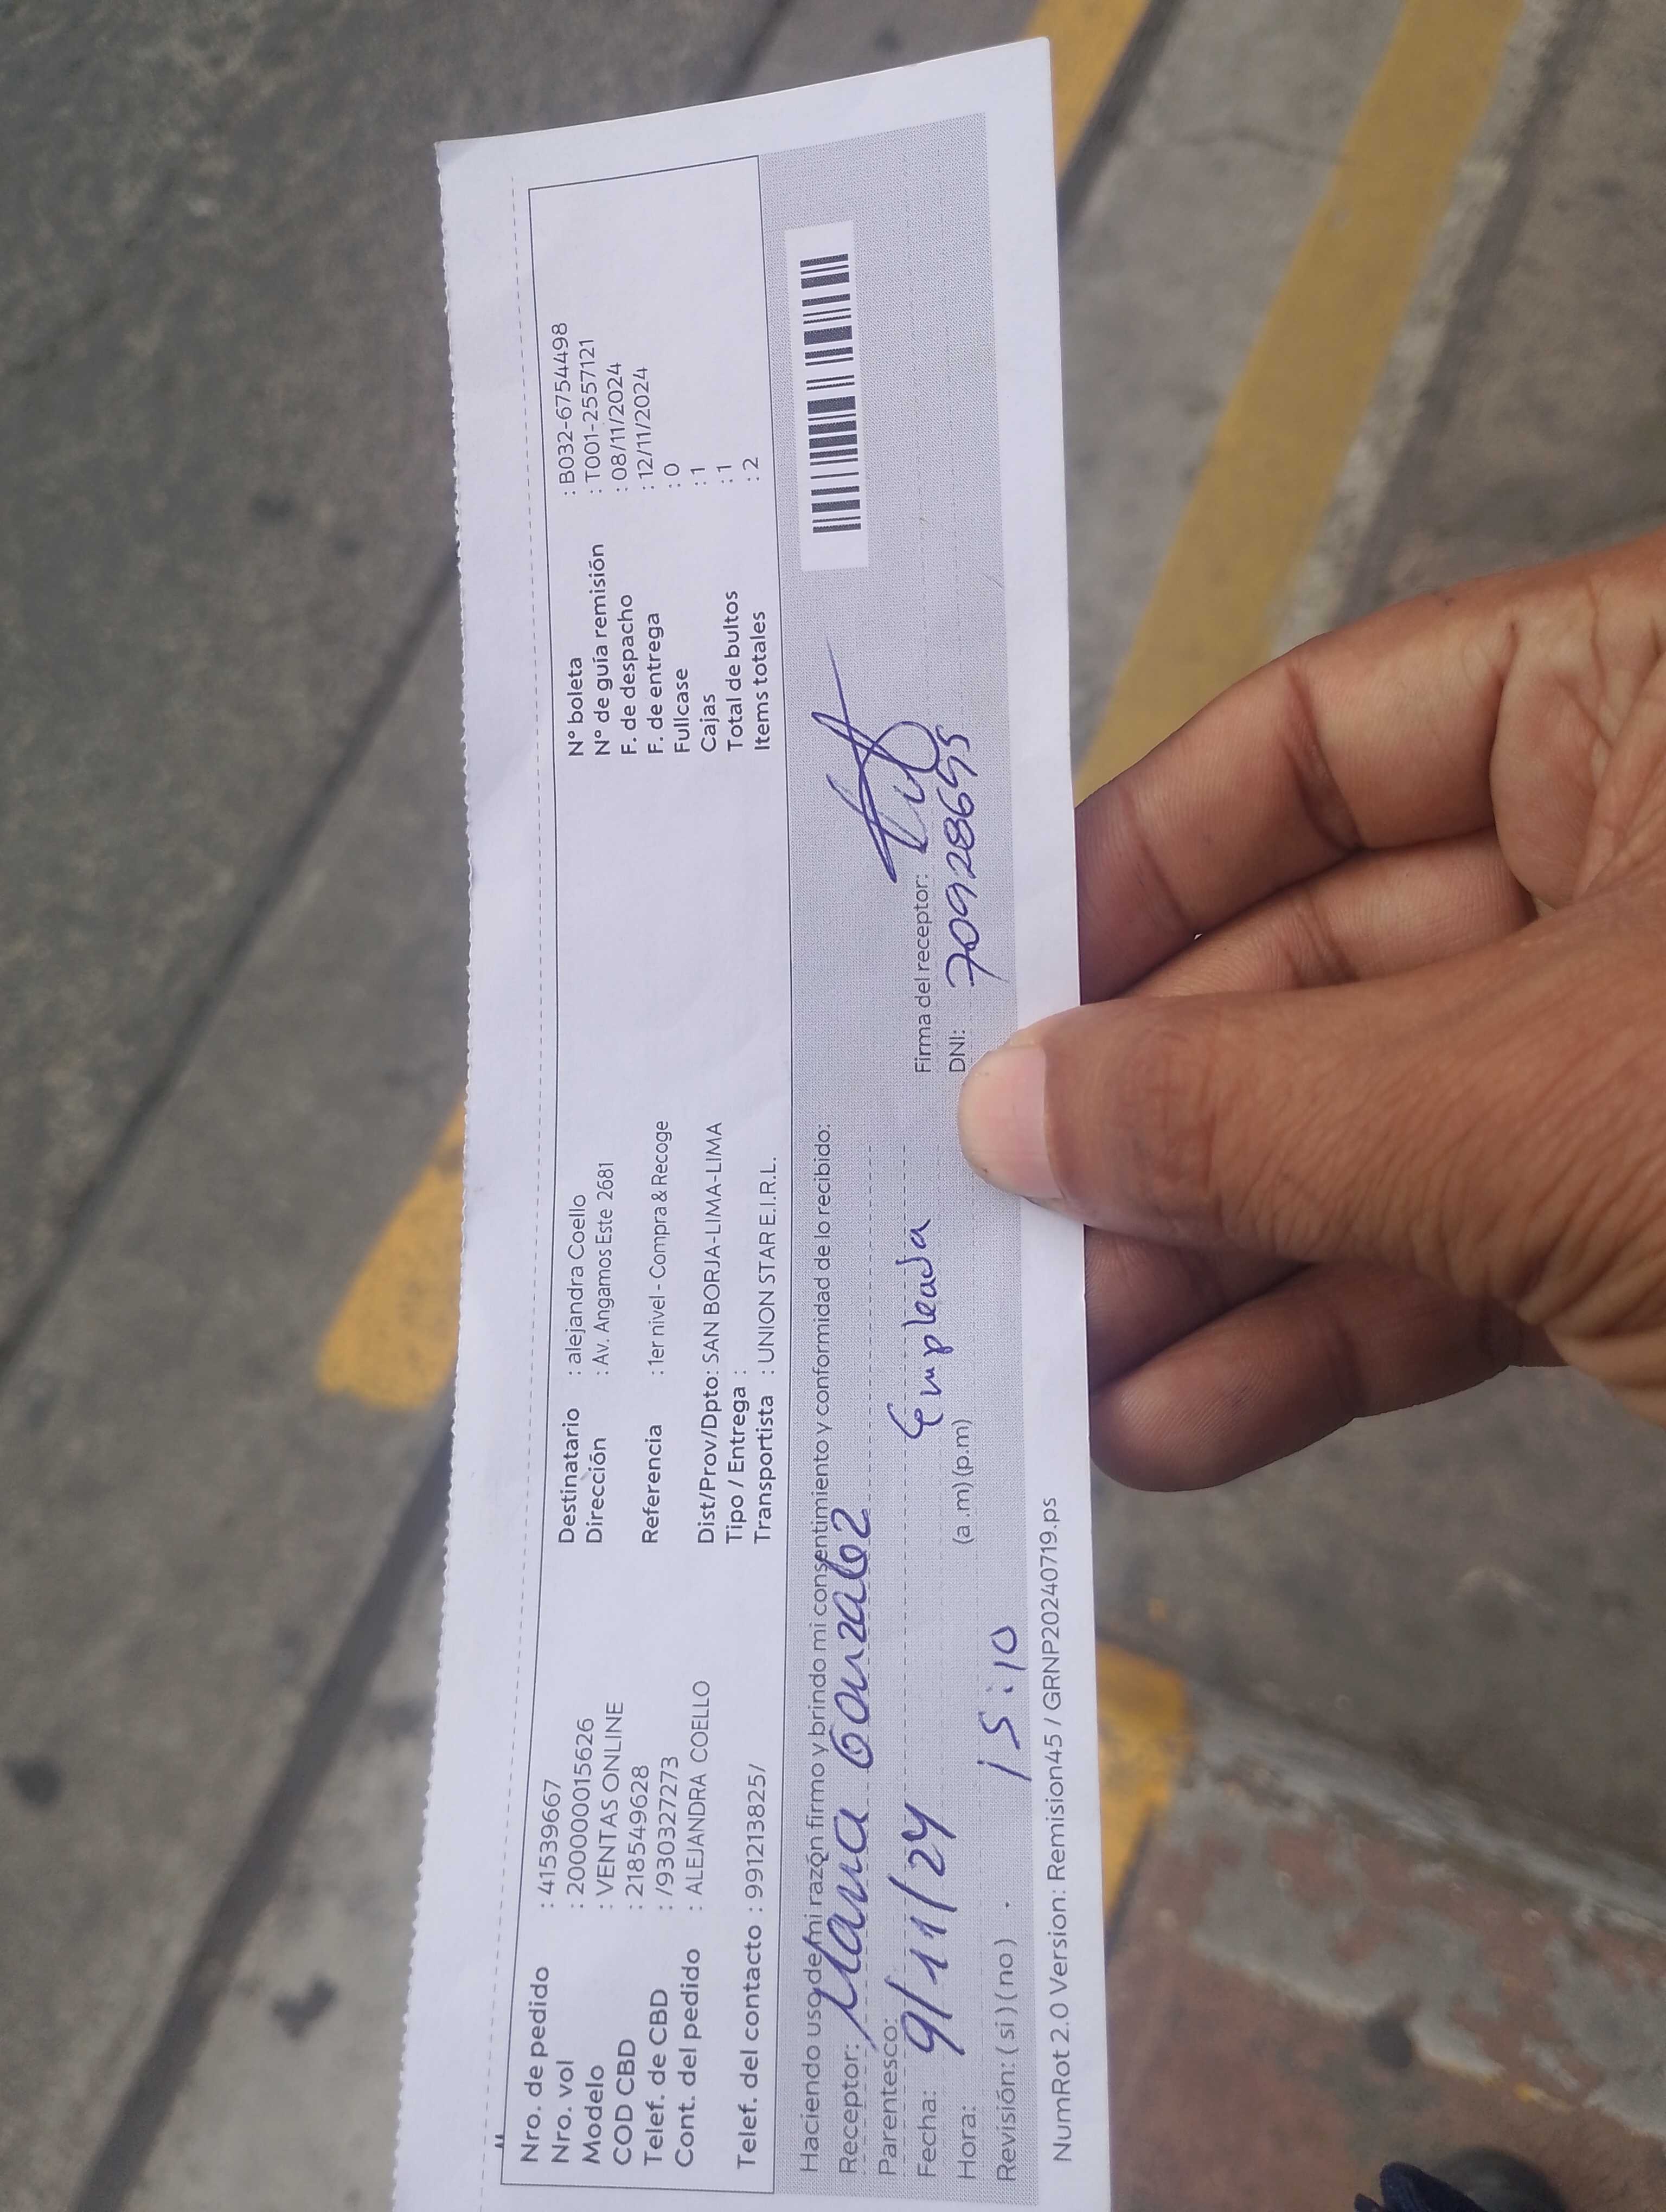 Nro. de pedido : 41539667
Nro. vol : 2000000015626
Modelo : VENTAS ONLINE
COD CBD : 218549628
Telef. de CBD : /930327273
Cont. del pedido : ALEJANDRA COELLO
Telef. del contacto : 991213825/
Destinatario : alejandra Coello
Dirección : Av. Angamos Este 2681
Referencia : 1er nivel - Compra & Recoge
Dist/Prov/Dpto : SAN BORJA-LIMA-LIMA
Tipo / Entrega :
Transportista : UNION STAR E.I.R.L.
N° boleta : B032-6754498
N° de guía remisión : T001-2557121
F. de despacho : 08/11/2024
F. de entrega : 12/11/2024
Fullcase : 0
Cajas : 1
Total de bultos : 1
Items totales : 2
Haciendo uso de mi razón firmo y brindo mi consentimiento y conformidad de lo recibido:
Receptor: Maria Gonzalez
Parentesco: Empleada
Fecha: 9/11/24
Hora: 15:10 (a.m) (p.m)
Revisión: ( si ) ( no )
Firma del receptor:
DNI: 70928695
NumRot 2.0 Version: Remision45 / GRNP20240719.ps